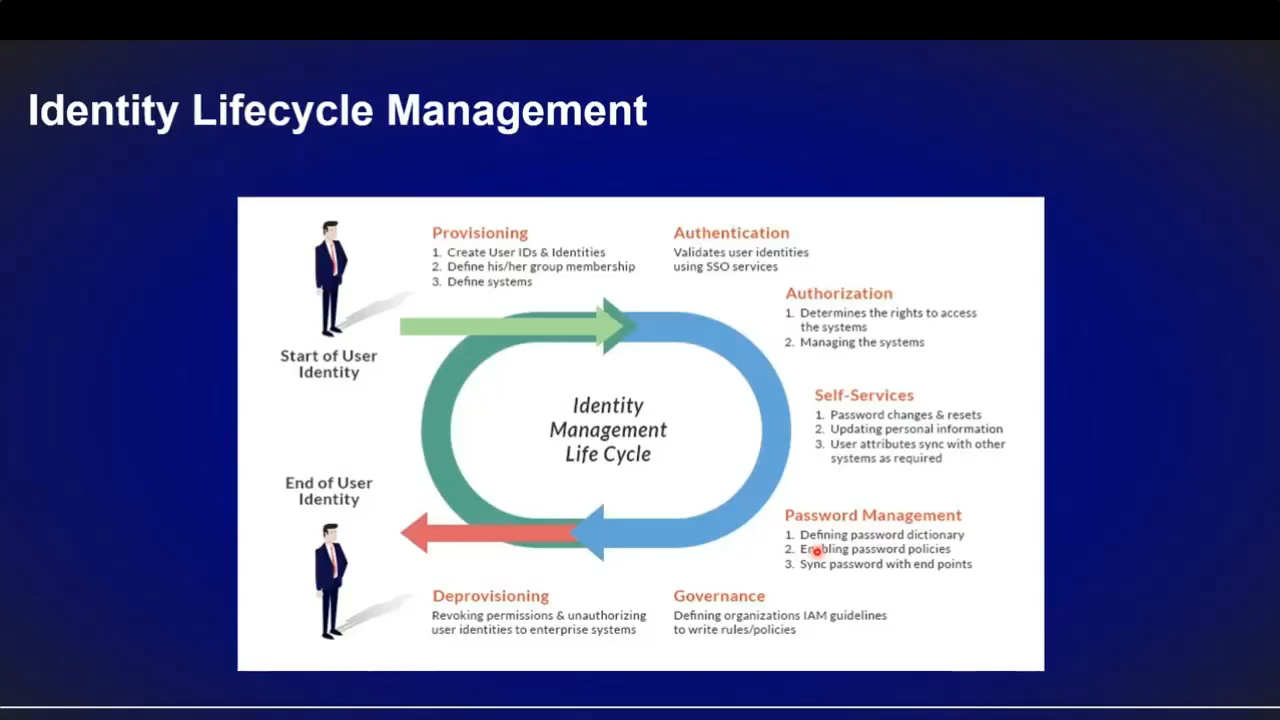 Identity Lifecycle Management
Provisioning
1. Create User IDs & Identities
2. Define his/her group membership
3. Define systems
Authentication
Validates user identities
using SSO services
Authorization
1. Determines the rights to access
the systems
2. Managing the systems
Start of User
Identity
Identity
Management
Life Cycle
Self-Services
1. Password changes & resets
2. Updating personal information
3. User attributes sync with other
systems as required
End of User
Identity
Password Management
1. Defining password dictionary
2. Enabling password policies
3. Sync password with end points
Deprovisioning
Revoking permissions & unauthorizing
user identities to enterprise systems
Governance
Defining organizations IAM guidelines
to write rules/policies